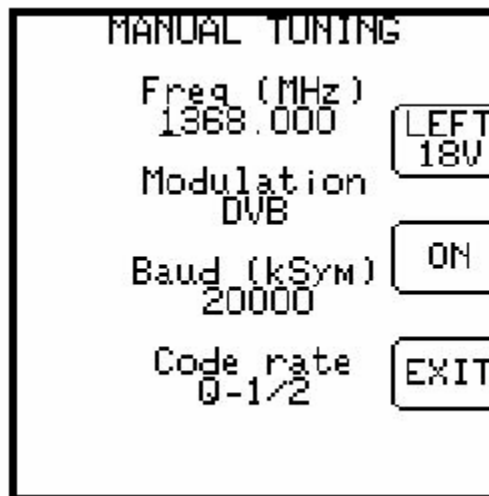 MANUAL TUNING
Freq (MHz)
1368.000
LEFT
18V
Modulation
DVB
ON
Baud (kSym)
20000
Code rate
Q-1/2
EXIT